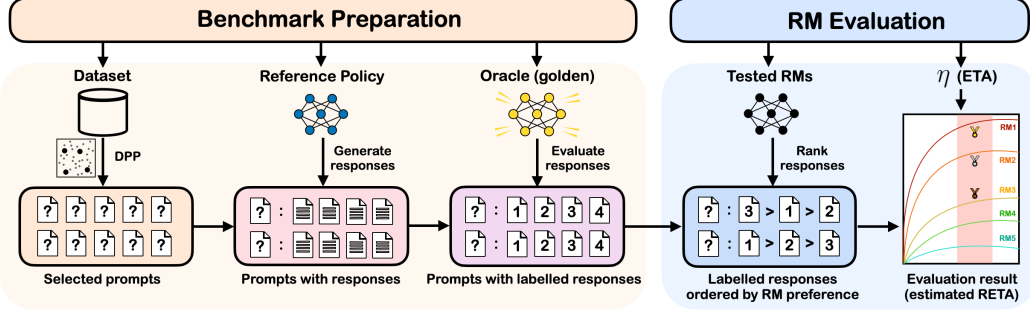 Benchmark Preparation
RM Evaluation
Dataset
Reference Policy
Oracle (golden)
Tested RMs
η (ETA)
DPP
Generate
responses
Evaluate
responses
Rank
responses
RM1
RM2
RM3
RM4
RM5
? ? ? ? ?
? ? ? ? ?
? :
? :
? : 1 2 3 4
? : 1 2 3 4
? : 3 > 1 > 2
? : 1 > 2 > 3
Selected prompts
Prompts with responses
Prompts with labelled responses
Labelled responses
ordered by RM preference
Evaluation result
(estimated RETA)